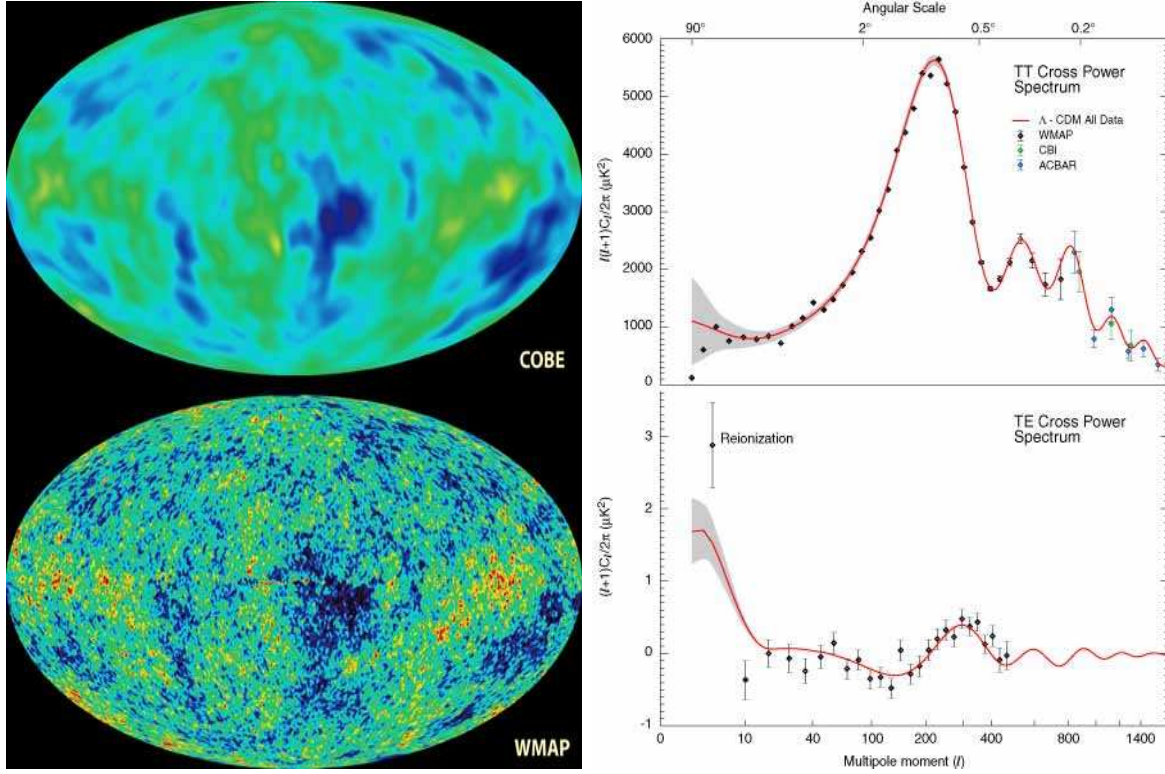 COBE
WMAP
Angular Scale
90° 2° 0.5° 0.2°
6000
5000
4000
3000
2000
1000
0
l(l+1)Cl/2π (μK²)
TT Cross Power
Spectrum
Λ - CDM All Data
WMAP
CBI
ACBAR
3
2
1
0
-1
(l+1)Cl/2π (μK²)
Reionization
TE Cross Power
Spectrum
0 10 40 100 200 400 800 1400
Multipole moment (l)